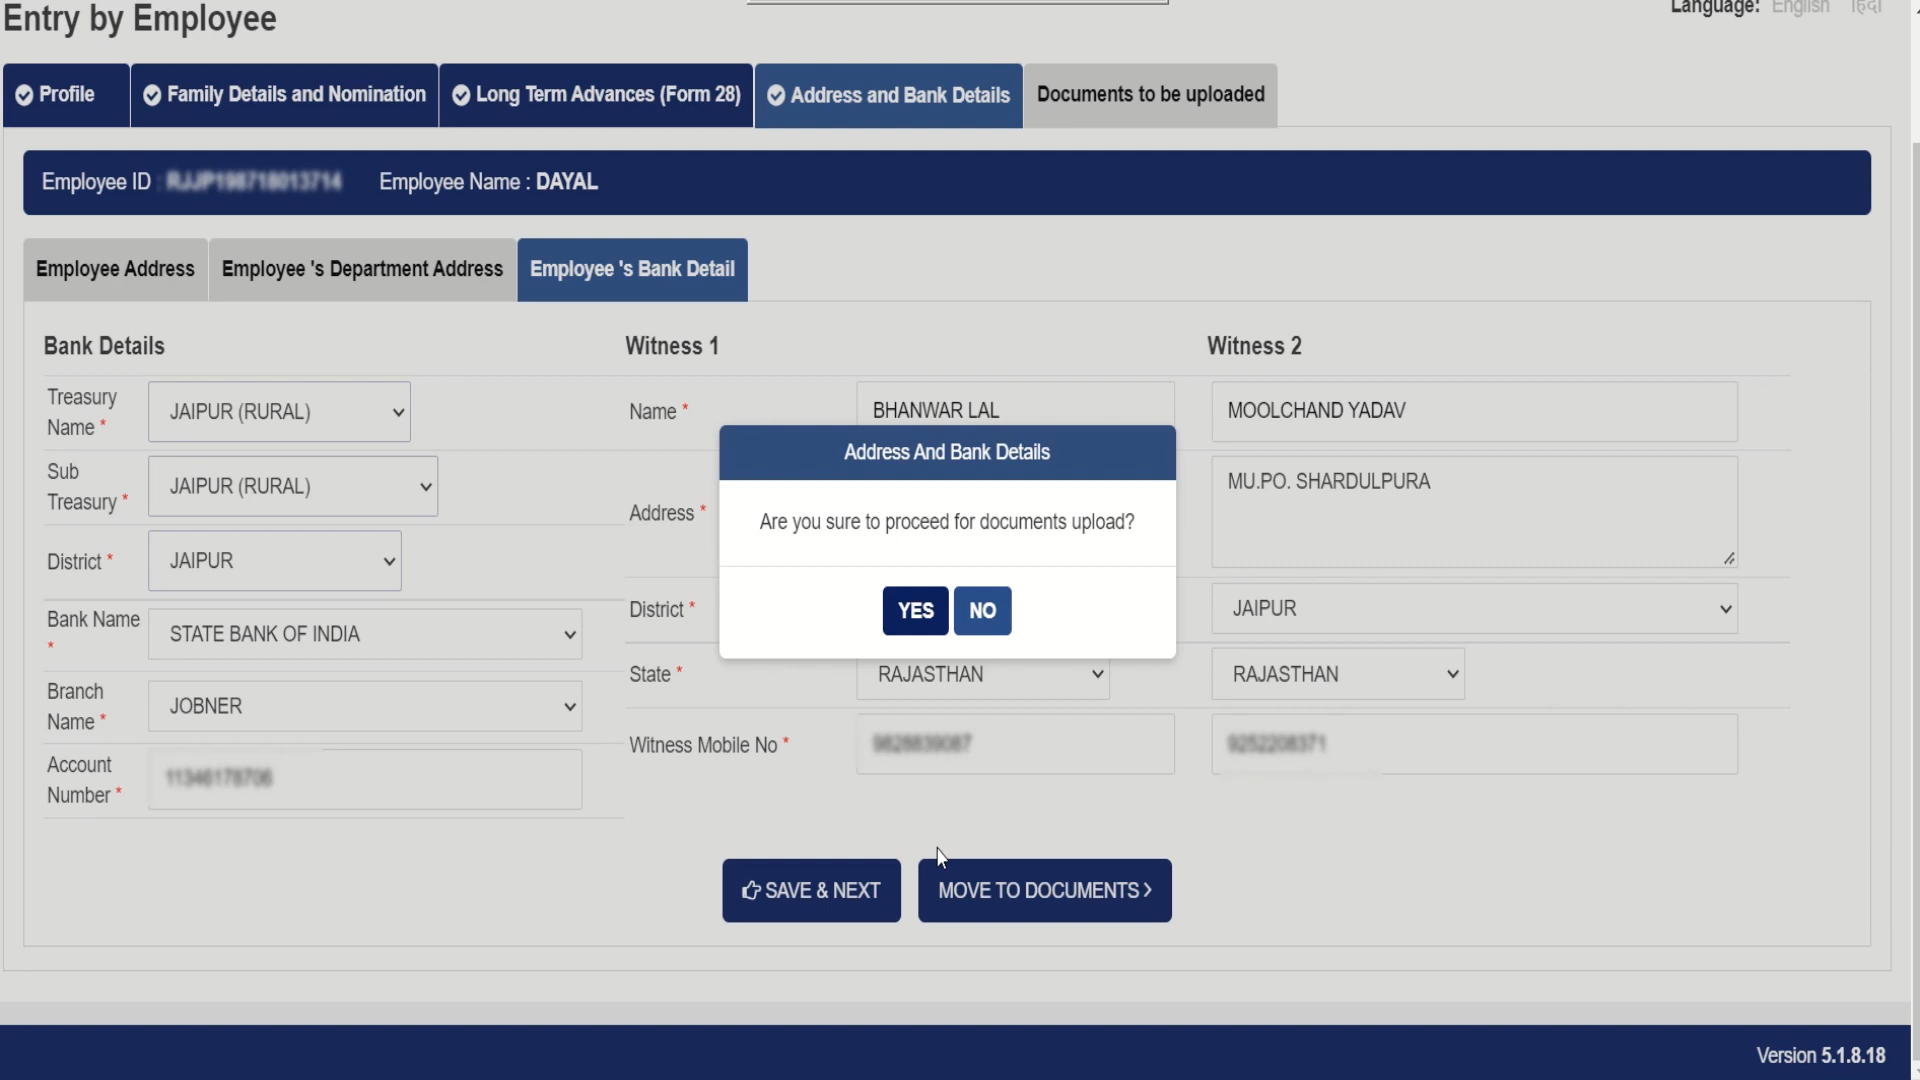 Entry by Employee
Language: English हिंदी
Profile
Family Details and Nomination
Long Term Advances (Form 28)
Address and Bank Details
Documents to be uploaded
Employee ID :
Employee Name : DAYAL
Employee Address
Employee 's Department Address
Employee 's Bank Detail
Bank Details
Witness 1
Witness 2
Treasury
Name *
JAIPUR (RURAL)
Name *
BHANWAR LAL
MOOLCHAND YADAV
Sub
Treasury *
JAIPUR (RURAL)
Address *
MU.PO. SHARDULPURA
District *
JAIPUR
District *
JAIPUR
Bank Name
*
STATE BANK OF INDIA
State *
RAJASTHAN
RAJASTHAN
Branch
Name *
JOBNER
Witness Mobile No *
Account
Number *
Address And Bank Details
Are you sure to proceed for documents upload?
YES
NO
SAVE & NEXT
MOVE TO DOCUMENTS >
Version 5.1.8.18